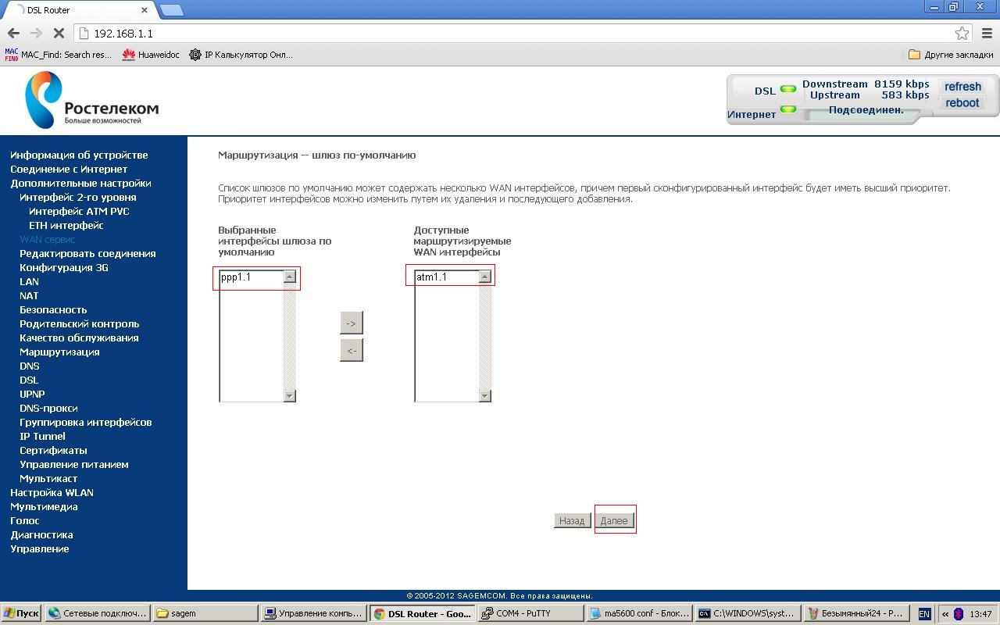 DSL Router
192.168.1.1
MAC FIND MAC_Find: Search res... Huaweidoc IP Калькулятор Онл... Другие закладки
Ростелеком
Больше возможностей
DSL Downstream 8159 kbps refresh
Upstream 583 kbps
Интернет Подсоединен. reboot
Информация об устройстве
Соединение с Интернет
Дополнительные настройки
Интерфейс 2-го уровня
Интерфейс ATM PVC
ETH интерфейс
WAN сервис
Редактировать соединения
Конфигурация 3G
LAN
NAT
Безопасность
Родительский контроль
Качество обслуживания
Маршрутизация
DNS
DSL
UPNP
DNS-прокси
Группировка интерфейсов
IP Tunnel
Сертификаты
Управление питанием
Мультикаст
Настройка WLAN
Мультимедиа
Голос
Диагностика
Управление
Маршрутизация -- шлюз по-умолчанию
Список шлюзов по умолчанию может содержать несколько WAN интерфейсов, причем первый сконфигурированный интерфейс будет иметь высший приоритет.
Приоритет интерфейсов можно изменить путем их удаления и последующего добавления.
Выбранные
интерфейсы шлюза по
умолчанию
Доступные
маршрутизируемые
WAN интерфейсы
ppp1.1
atm1.1
->
<-
Назад Далее
© 2005-2012 SAGEMCOM. Все права защищены.
Пуск Сетевые подключ... sagem Управление компь... DSL Router - Goo... COM4 - PuTTY ma5600 conf - Блок... C:\WINDOWS\syst... Безымянный24 - P... EN « 13:47